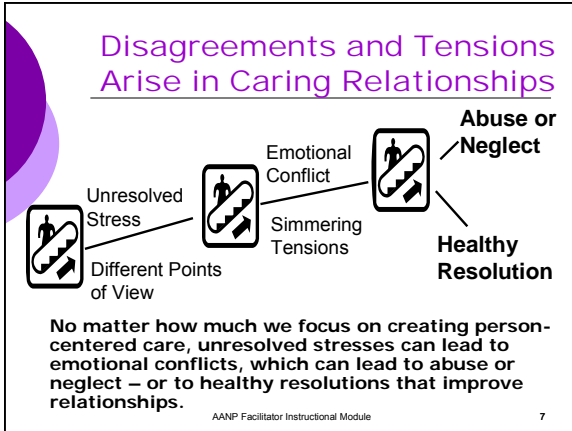 Disagreements and Tensions
Arise in Caring Relationships
Abuse or
Neglect
Emotional
Conflict
Unresolved
Stress
Simmering
Tensions
Healthy
Resolution
Different Points
of View
No matter how much we focus on creating person-
centered care, unresolved stresses can lead to
emotional conflicts, which can lead to abuse or
neglect – or to healthy resolutions that improve
relationships.
AANP Facilitator Instructional Module
7